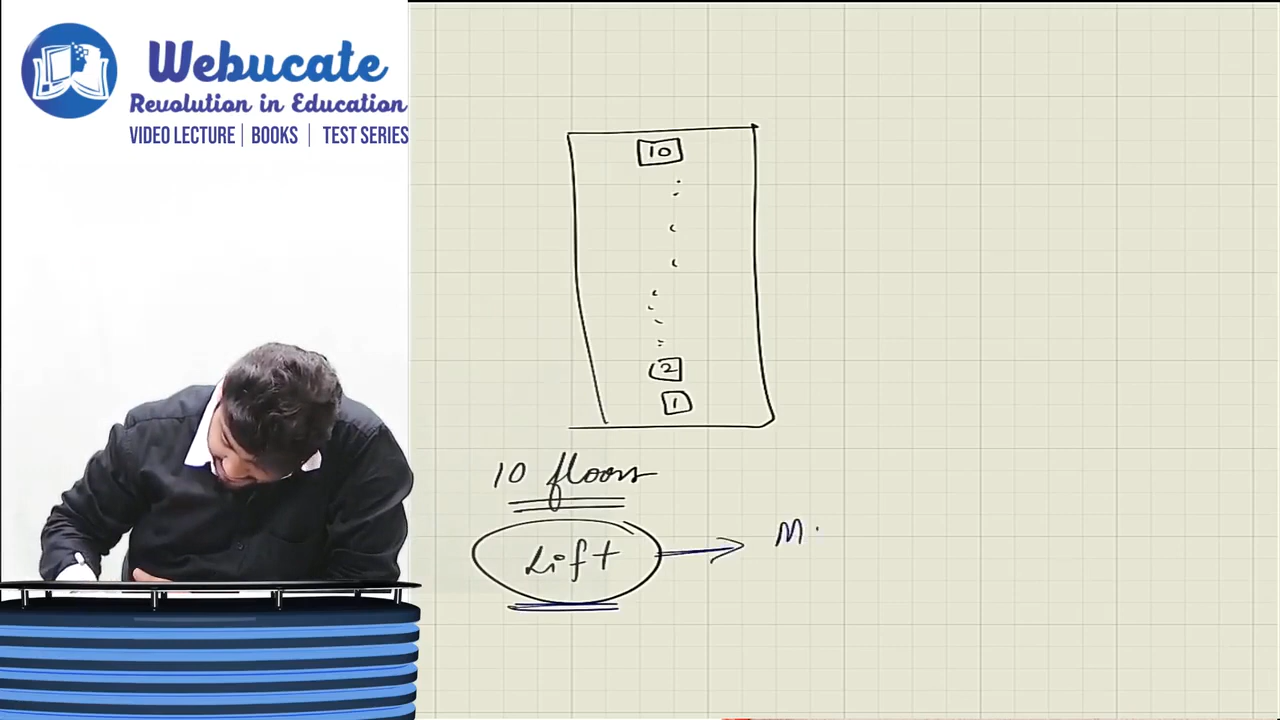 Webucate
Revolution in Education
VIDEO LECTURE | BOOKS | TEST SERIES
10
2
1
10 floors
Lift
M.